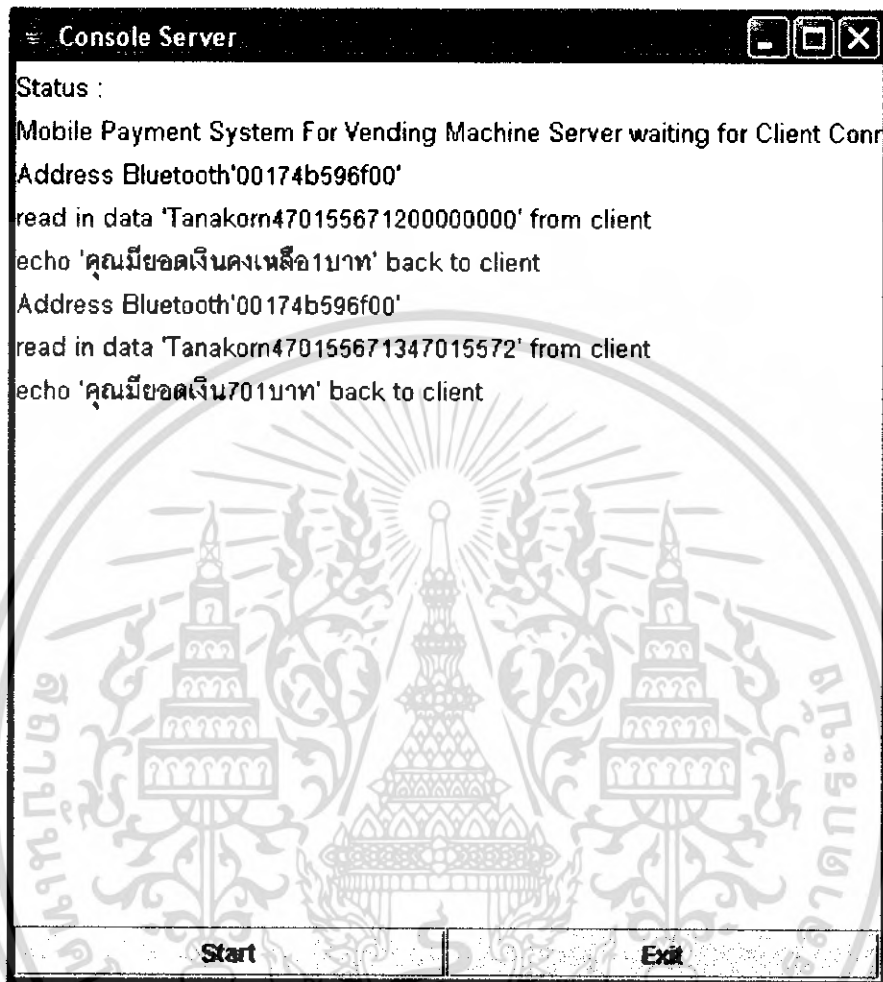 Console Server
Status :
Mobile Payment System For Vending Machine Server waiting for Client Conr
Address Bluetooth'00174b596f00'
read in data 'Tanakorn470155671200000000' from client
echo 'คุณมียอดเงินคงเหลือ1บาท' back to client
Address Bluetooth'00174b596f00'
read in data 'Tanakorn470155671347015572' from client
echo 'คุณมียอดเงิน701บาท' back to client
Start
Exit